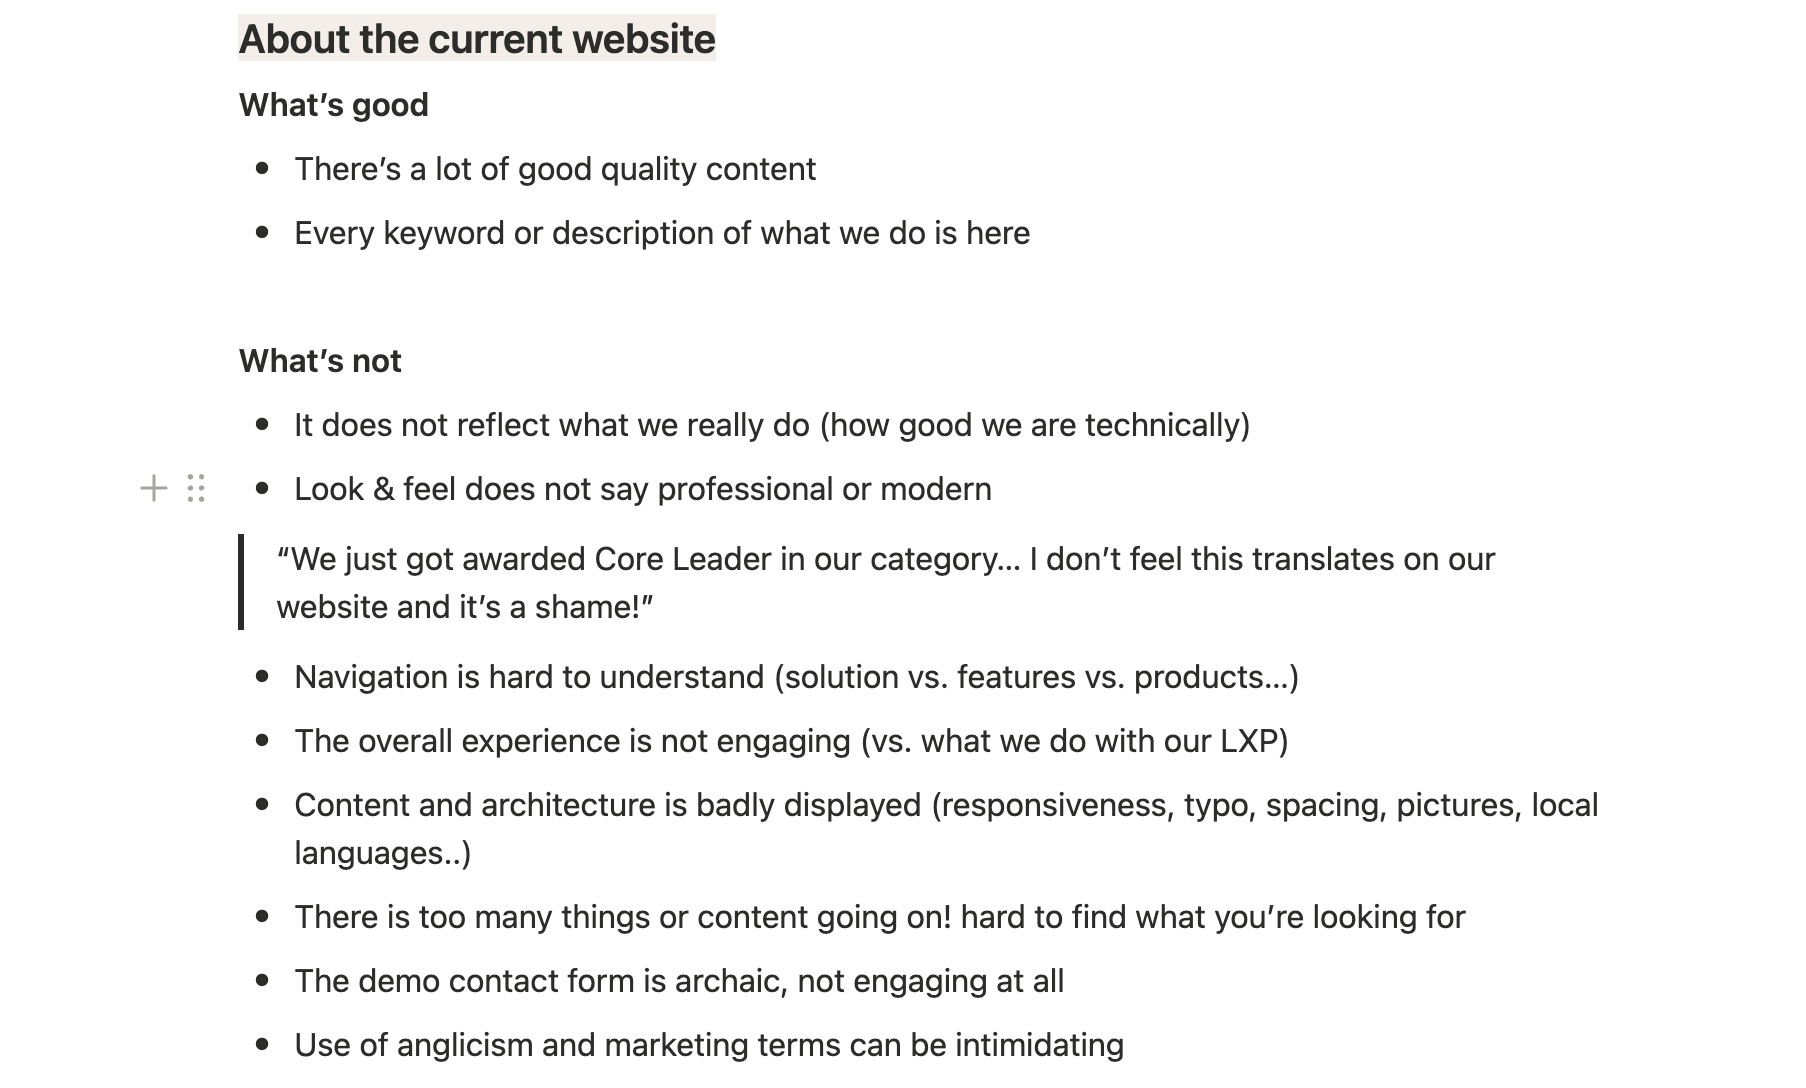 About the current website
What’s good
• There’s a lot of good quality content
• Every keyword or description of what we do is here
What’s not
• It does not reflect what we really do (how good we are technically)
• Look & feel does not say professional or modern
“We just got awarded Core Leader in our category… I don’t feel this translates on our
website and it’s a shame!”
• Navigation is hard to understand (solution vs. features vs. products…)
• The overall experience is not engaging (vs. what we do with our LXP)
• Content and architecture is badly displayed (responsiveness, typo, spacing, pictures, local
languages..)
• There is too many things or content going on! hard to find what you’re looking for
• The demo contact form is archaic, not engaging at all
• Use of anglicism and marketing terms can be intimidating